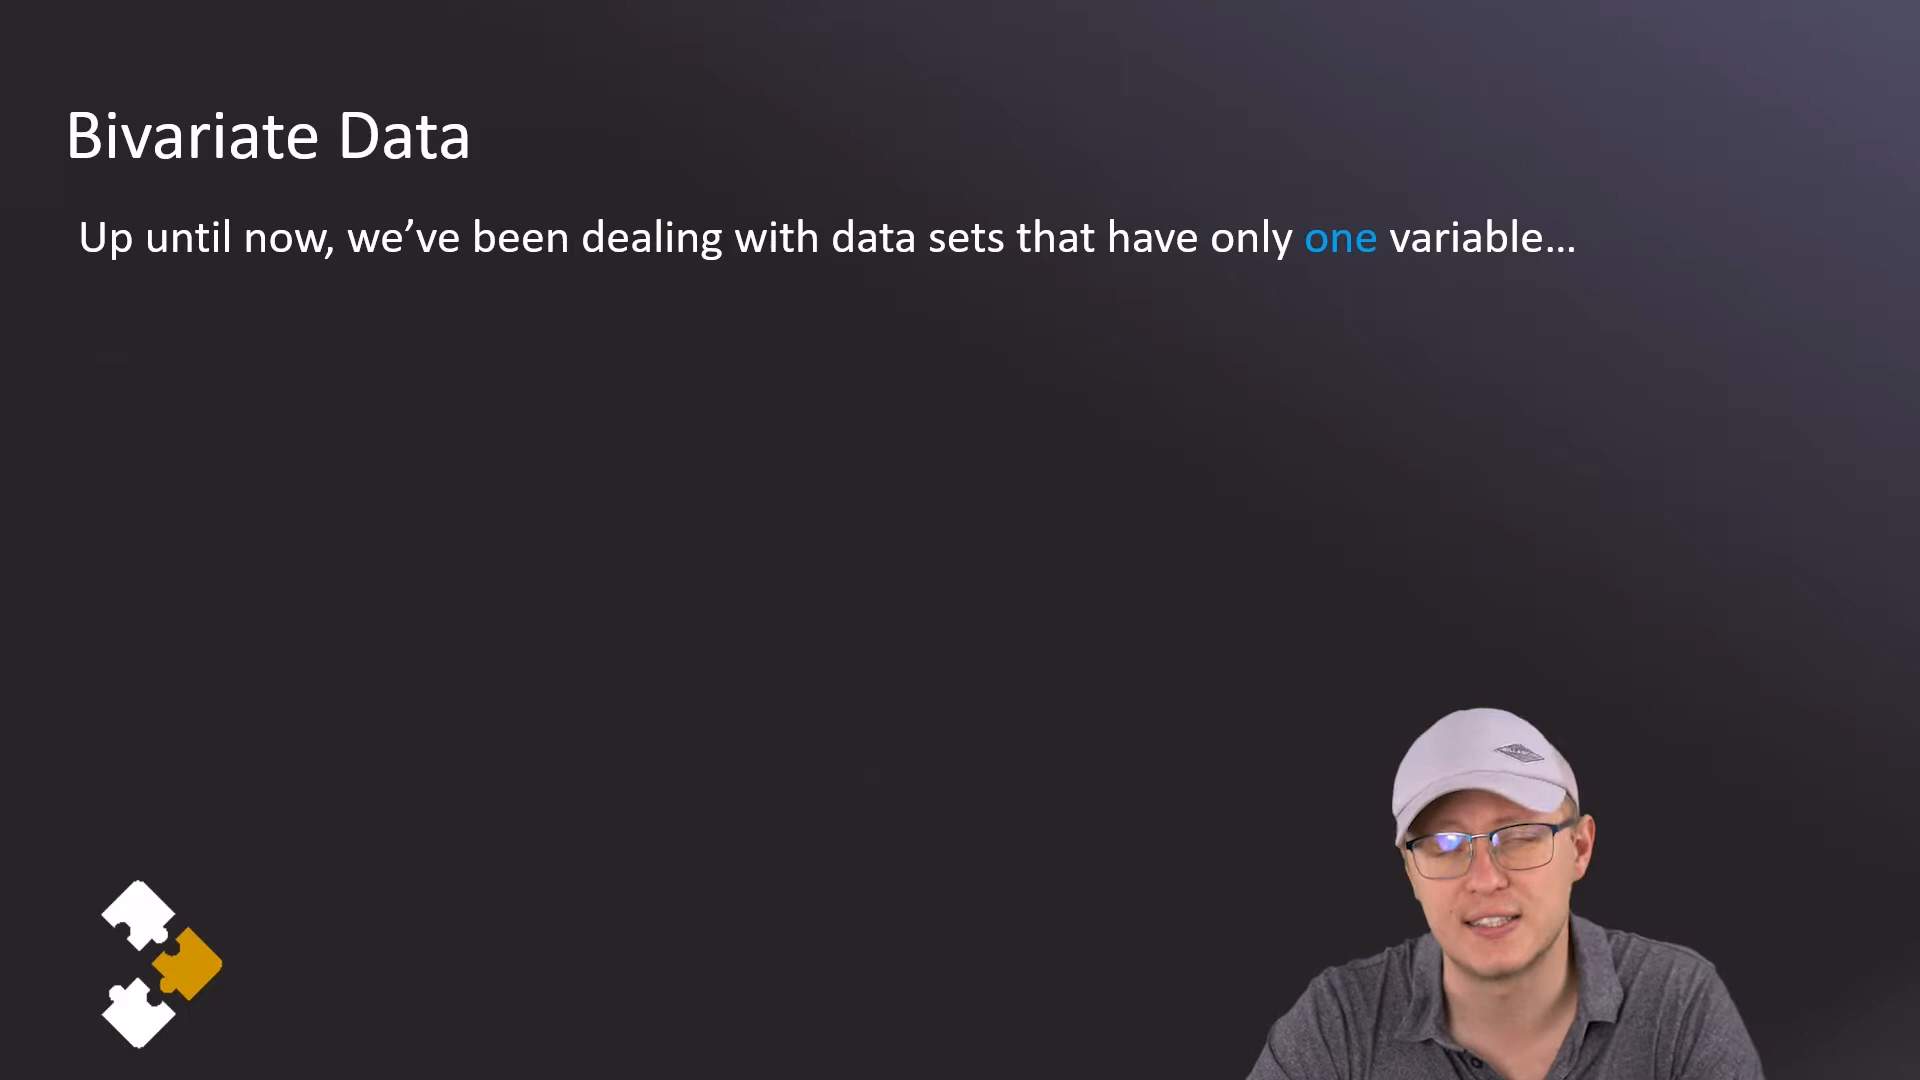 Bivariate Data
Up until now, we’ve been dealing with data sets that have only one variable…